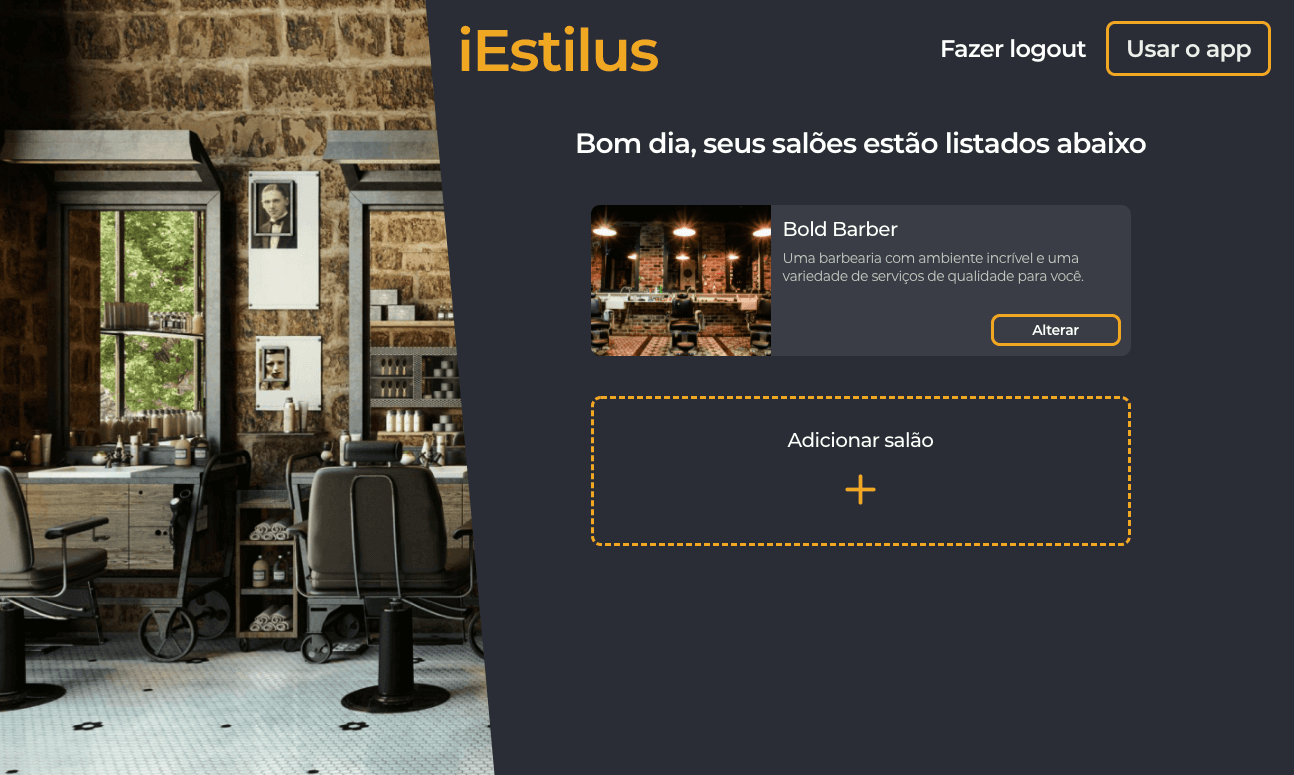 iEstilus
Fazer logout
Usar o app
Bom dia, seus salões estão listados abaixo
Bold Barber
Uma barbearia com ambiente incrível e uma
variedade de serviços de qualidade para você.
Alterar
Adicionar salão